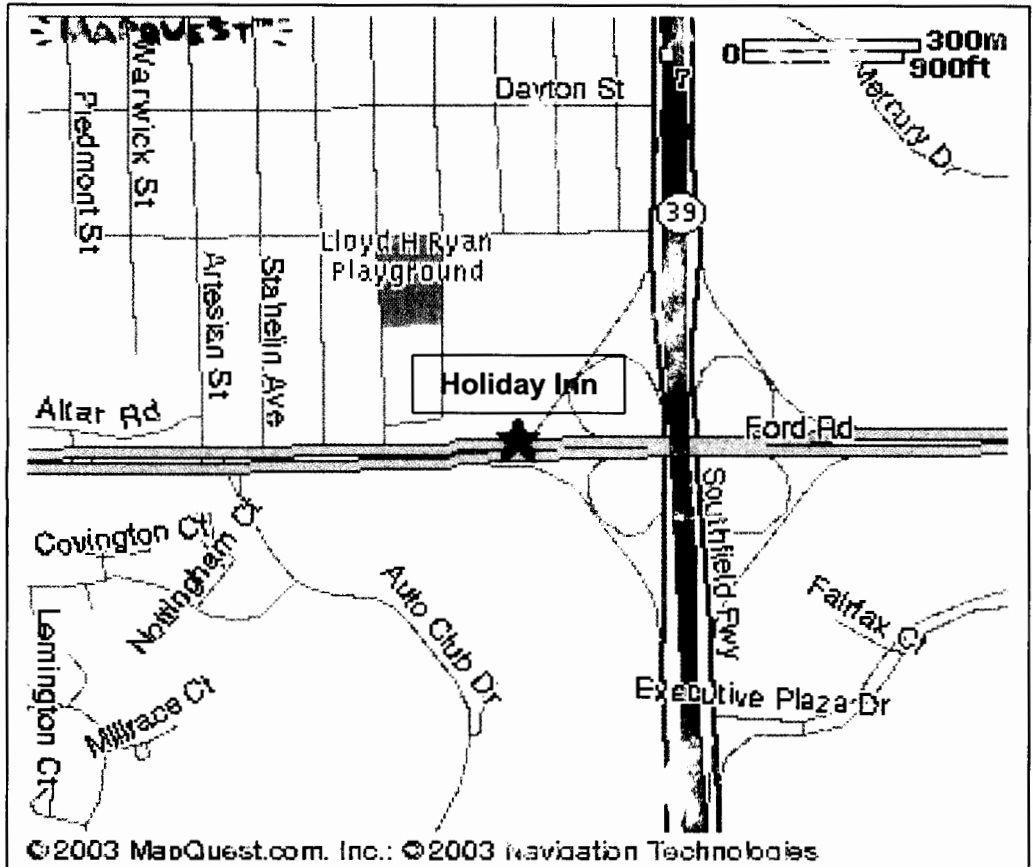 MAPQUEST™
0 300m
900ft
Mercury Dr
Warwick St
Piedmont St
Dayton St
39
Lloyd H Ryan
Playground
Artesian St
Stahelin Ave
Holiday Inn
Altar Rd
Ford Rd
Southfield Fwy
Covington Ct
Nottingham Ct
Auto Club Dr
Fairfax Ct
Lemington Ct
Millrace Ct
Executive Plaza Dr
©2003 MapQuest.com, Inc.; ©2003 Navigation Technologies